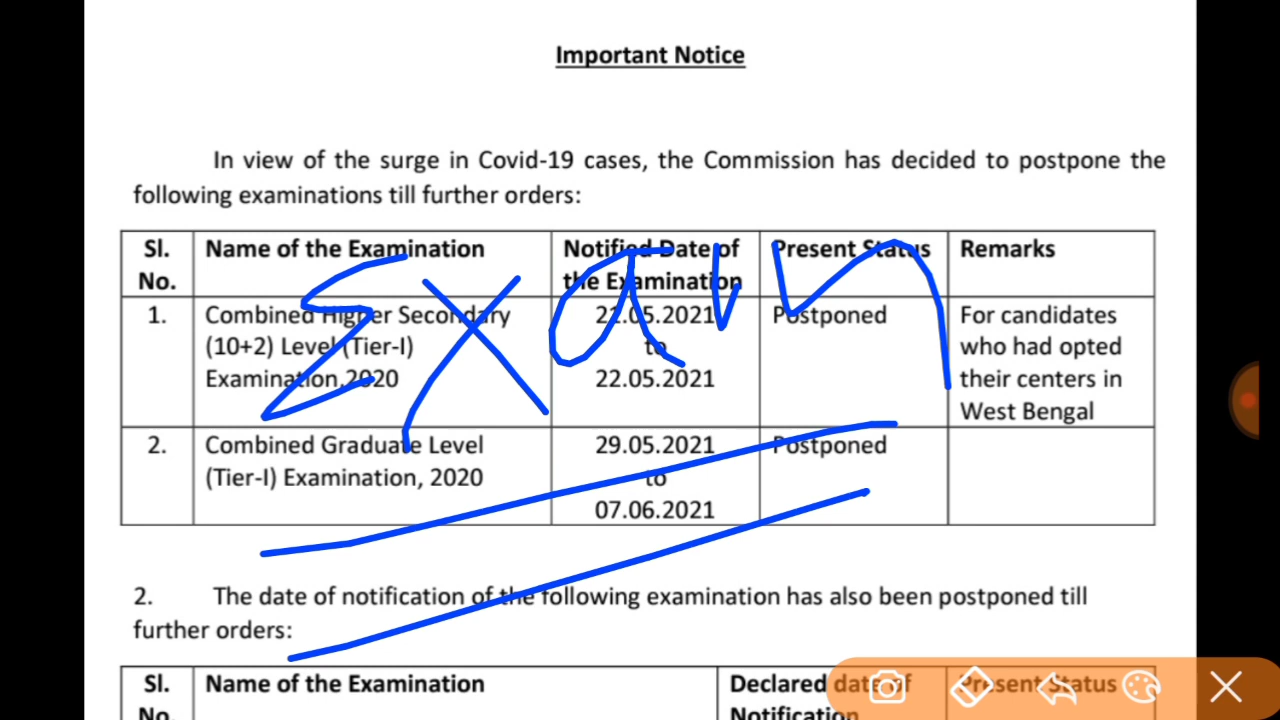 Important Notice
In view of the surge in Covid-19 cases, the Commission has decided to postpone the
following examinations till further orders:
Sl. No. Name of the Examination Notified Date of the Examination Present Status Remarks
1. Combined Higher Secondary (10+2) Level (Tier-I) Examination,2020 21.05.2021 to 22.05.2021 Postponed For candidates who had opted their centers in West Bengal
2. Combined Graduate Level (Tier-I) Examination, 2020 29.05.2021 to 07.06.2021 Postponed
Exam
2. The date of notification of the following examination has also been postponed till
further orders:
Sl. No. Name of the Examination Declared date of Notification Present Status